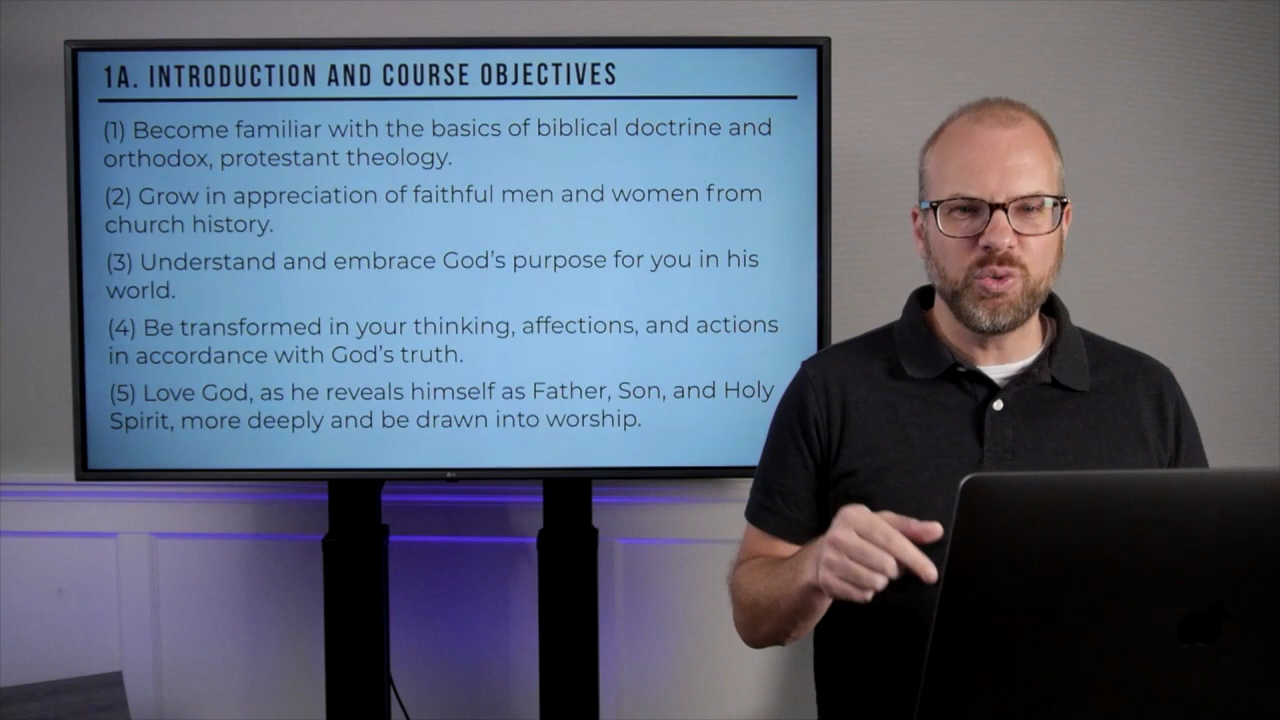 1A. INTRODUCTION AND COURSE OBJECTIVES
(1) Become familiar with the basics of biblical doctrine and
orthodox, protestant theology.
(2) Grow in appreciation of faithful men and women from
church history.
(3) Understand and embrace God's purpose for you in his
world.
(4) Be transformed in your thinking, affections, and actions
in accordance with God's truth.
(5) Love God, as he reveals himself as Father, Son, and Holy
Spirit, more deeply and be drawn into worship.
LG